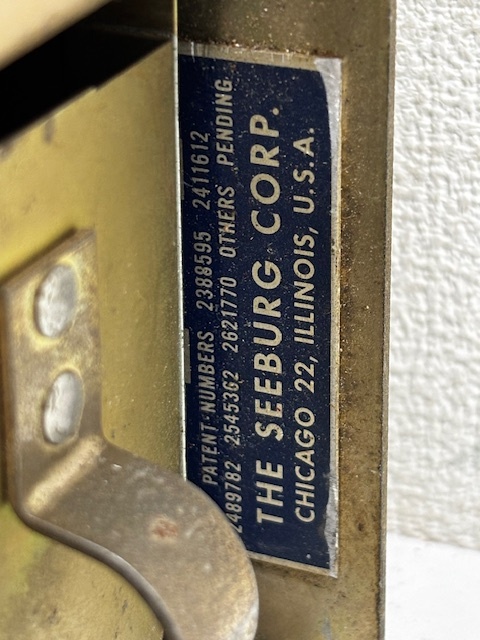 PATENT NUMBERS 2388595 2411612
2489782 2545362 2621770 OTHERS PENDING
THE SEEBURG CORP.
CHICAGO 22, ILLINOIS, U.S.A.